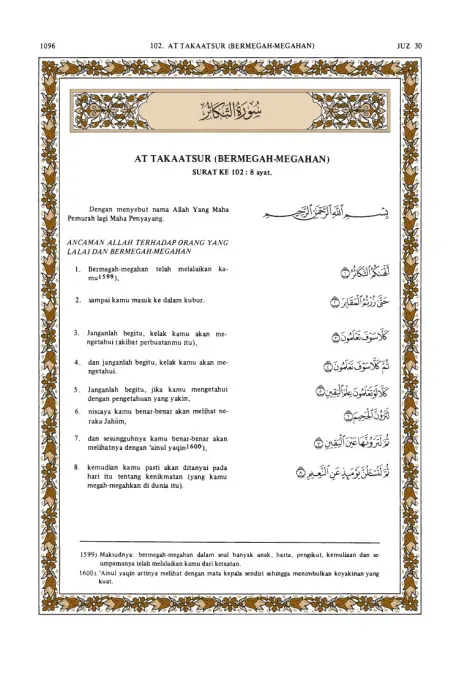 1096 102. AT TAKAATSUR (BERMEGAH-MEGAHAN) JUZ 30
سُورَةُ التَّكَاثُرِ
AT TAKAATSUR (BERMEGAH-MEGAHAN)
SURAT KE 102 : 8 ayat.
Dengan menyebut nama Allah Yang Maha
Pemurah lagi Maha Penyayang.
بِسْمِ اللَّهِ الرَّحْمَٰنِ الرَّحِيمِ
ANCAMAN ALLAH TERHADAP ORANG YANG
LALAI DAN BERMEGAH-MEGAHAN
1. Bermegah-megahan telah melalaikan ka-
mu1599),
أَلْهَاكُمُ التَّكَاثُرُ ۝١
2. sampai kamu masuk ke dalam kubur.
حَتَّىٰ زُرْتُمُ الْمَقَابِرَ ۝٢
3. Janganlah begitu, kelak kamu akan me-
ngetahui (akibat perbuatanmu itu),
كَلَّا سَوْفَ تَعْلَمُونَ ۝٣
4. dan janganlah begitu, kelak kamu akan me-
ngetahui.
ثُمَّ كَلَّا سَوْفَ تَعْلَمُونَ ۝٤
5. Janganlah begitu, jika kamu mengetahui
dengan pengetahuan yang yakin,
كَلَّا لَوْ تَعْلَمُونَ عِلْمَ الْيَقِينِ ۝٥
6. niscaya kamu benar-benar akan melihat ne-
raka Jahiim,
لَتَرَوُنَّ الْجَحِيمَ ۝٦
7. dan sesungguhnya kamu benar-benar akan
melihatnya dengan 'ainul yaqin1600),
ثُمَّ لَتَرَوُنَّهَا عَيْنَ الْيَقِينِ ۝٧
8. kemudian kamu pasti akan ditanyai pada
hari itu tentang kenikmatan (yang kamu
megah-megahkan di dunia itu).
ثُمَّ لَتُسْأَلُنَّ يَوْمَئِذٍ عَنِ النَّعِيمِ ۝٨
1599). Maksudnya: bermegah-megahan dalam soal banyak anak, harta, pengikut, kemuliaan dan se-
umpamanya telah melalaikan kamu dari ketaatan.
1600). 'Ainul yaqin artinya melihat dengan mata kepala sendiri sehingga menimbulkan keyakinan yang
kuat.